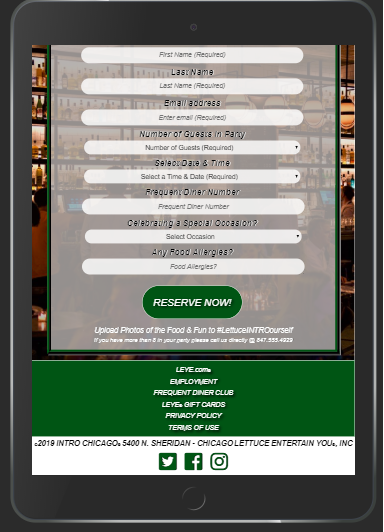 First Name (Required)
Last Name
Last Name (Required)
Email address
Enter email (Required)
Number of Guests in Party
Number of Guests (Required)
Select Date & Time
Select a Time & Date (Required)
Frequent Diner Number
Frequent Diner Number
Celebrating a Special Occasion?
Select Occasion
Any Food Allergies?
Food Allergies?
RESERVE NOW!
Upload Photos of the Food & Fun to #LettuceINTROurself
If you have more than 8 in your party please call us directly @ 847.555.4929
LEYE.com®
EMPLOYMENT
FREQUENT DINER CLUB
LEYE® GIFT CARDS
PRIVACY POLICY
TERMS OF USE
©2019 INTRO CHICAGO® 5400 N. SHERIDAN - CHICAGO LETTUCE ENTERTAIN YOU®, INC